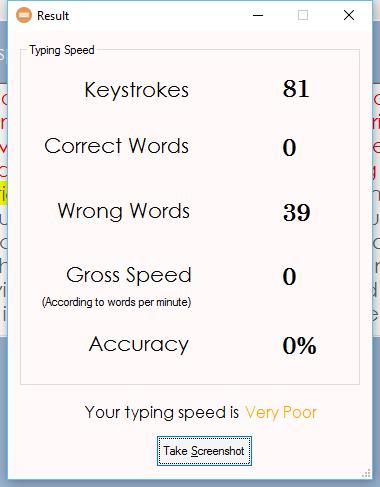 Result
Typing Speed
Keystrokes 81
Correct Words 0
Wrong Words 39
Gross Speed 0
(According to words per minute)
Accuracy 0%
Your typing speed is Very Poor
Take Screenshot